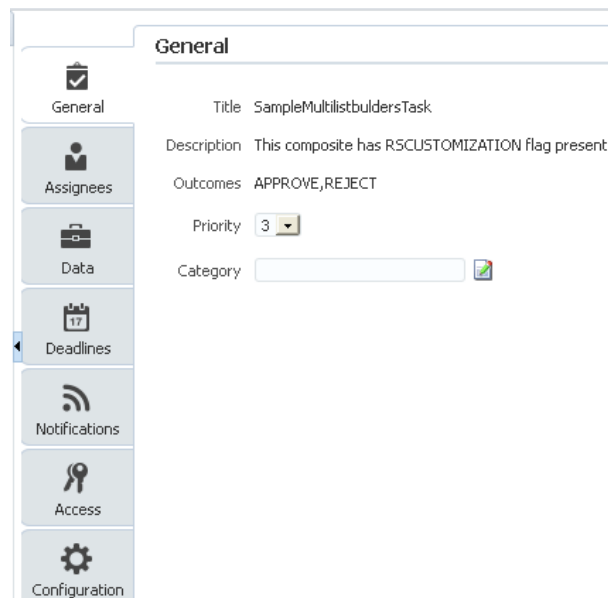 General
General
Title SampleMultilistbuldersTask
Description This composite has RSCUSTOMIZATION flag present
Outcomes APPROVE,REJECT
Priority 3
Category
Assignees
Data
17
Deadlines
Notifications
Access
Configuration